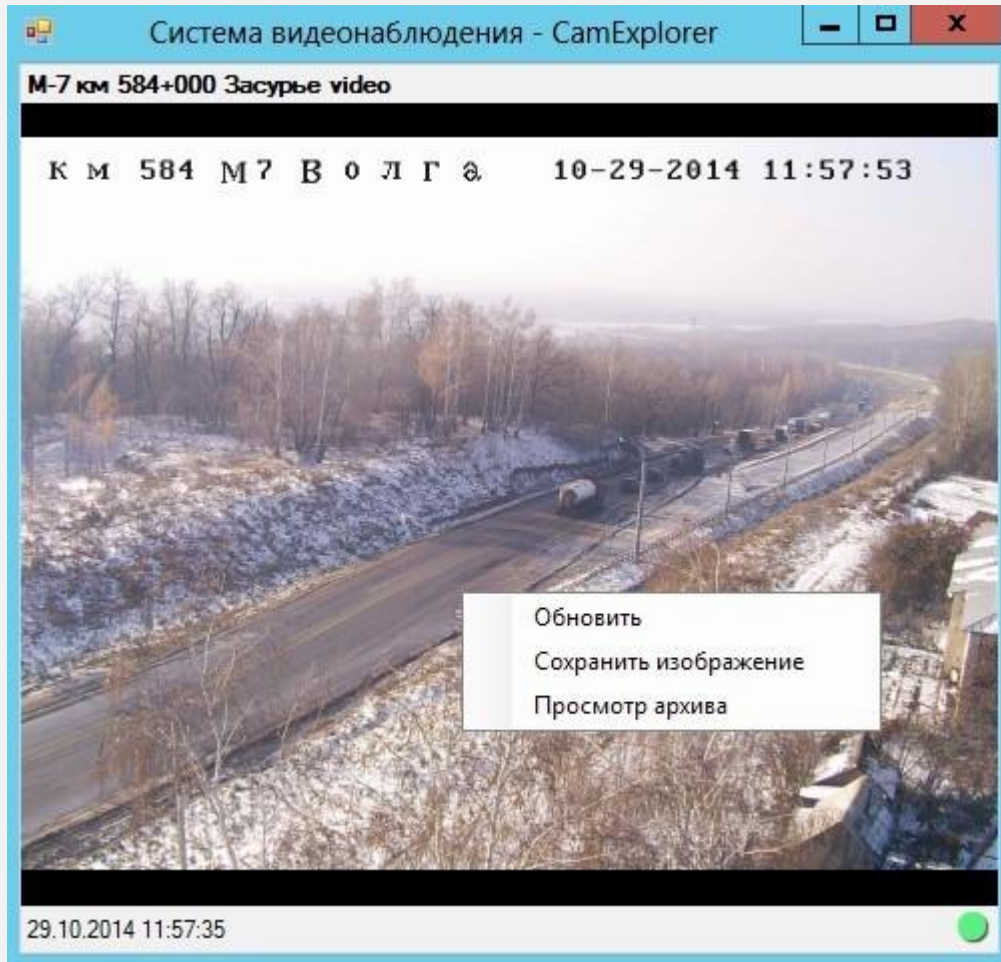 Система видеонаблюдения - CamExplorer
М-7 км 584+000 Засурье video
км 584 М7 Волга 10-29-2014 11:57:53
Обновить
Сохранить изображение
Просмотр архива
29.10.2014 11:57:35